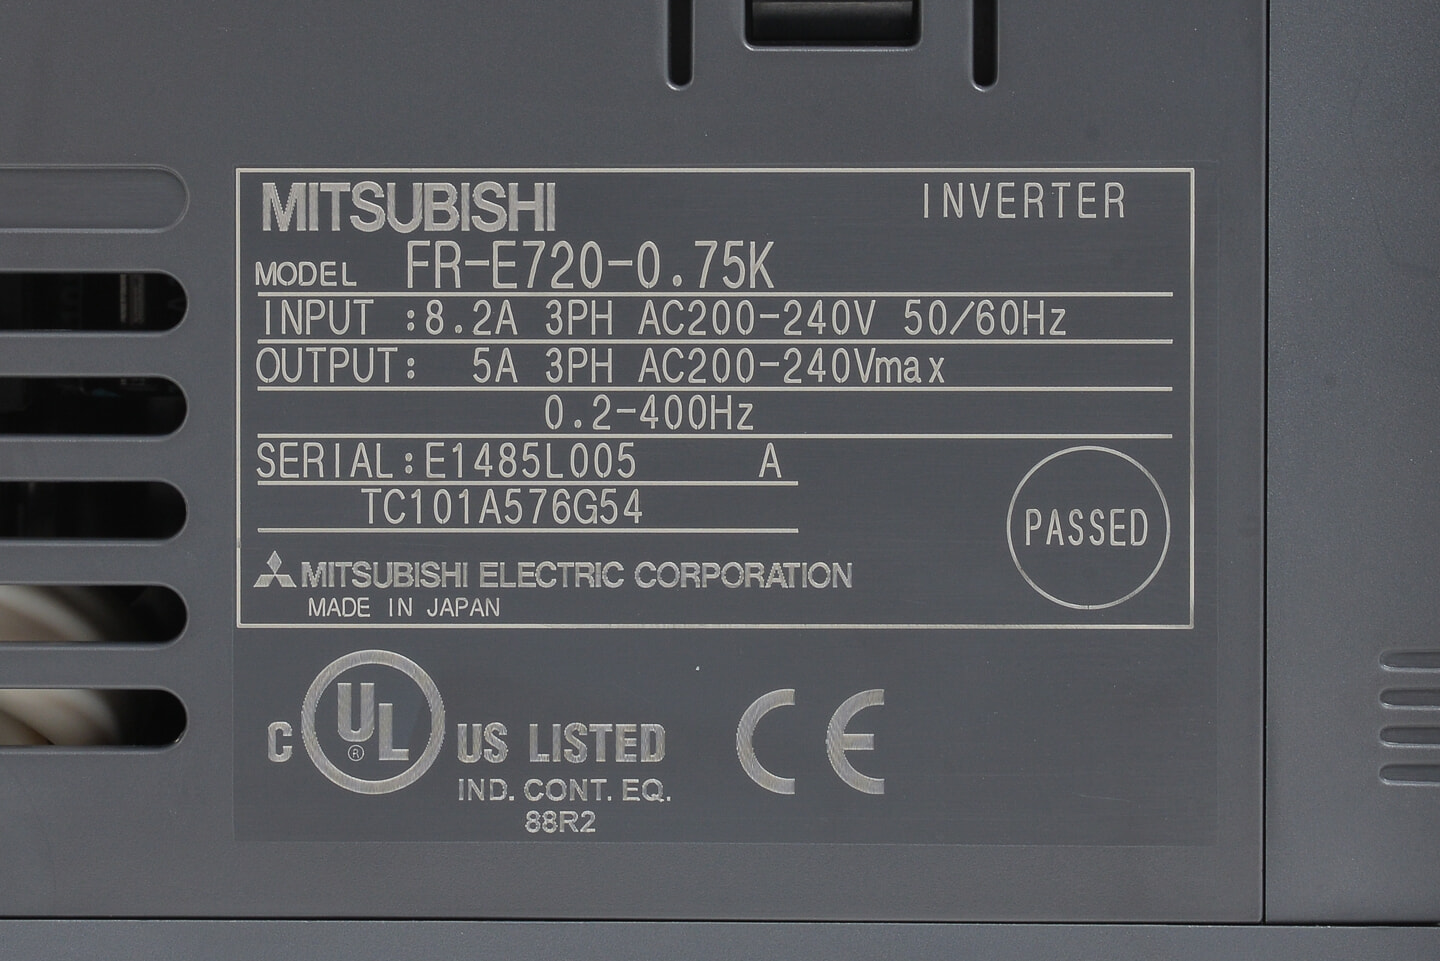 MITSUBISHI INVERTER
MODEL FR-E720-0.75K
INPUT :8.2A 3PH AC200-240V 50/60Hz
OUTPUT: 5A 3PH AC200-240Vmax
0.2-400Hz
SERIAL:E1485L005 A
TC101A576G54
PASSED
MITSUBISHI ELECTRIC CORPORATION
MADE IN JAPAN
C UL® US LISTED CE
IND. CONT. EQ.
88R2